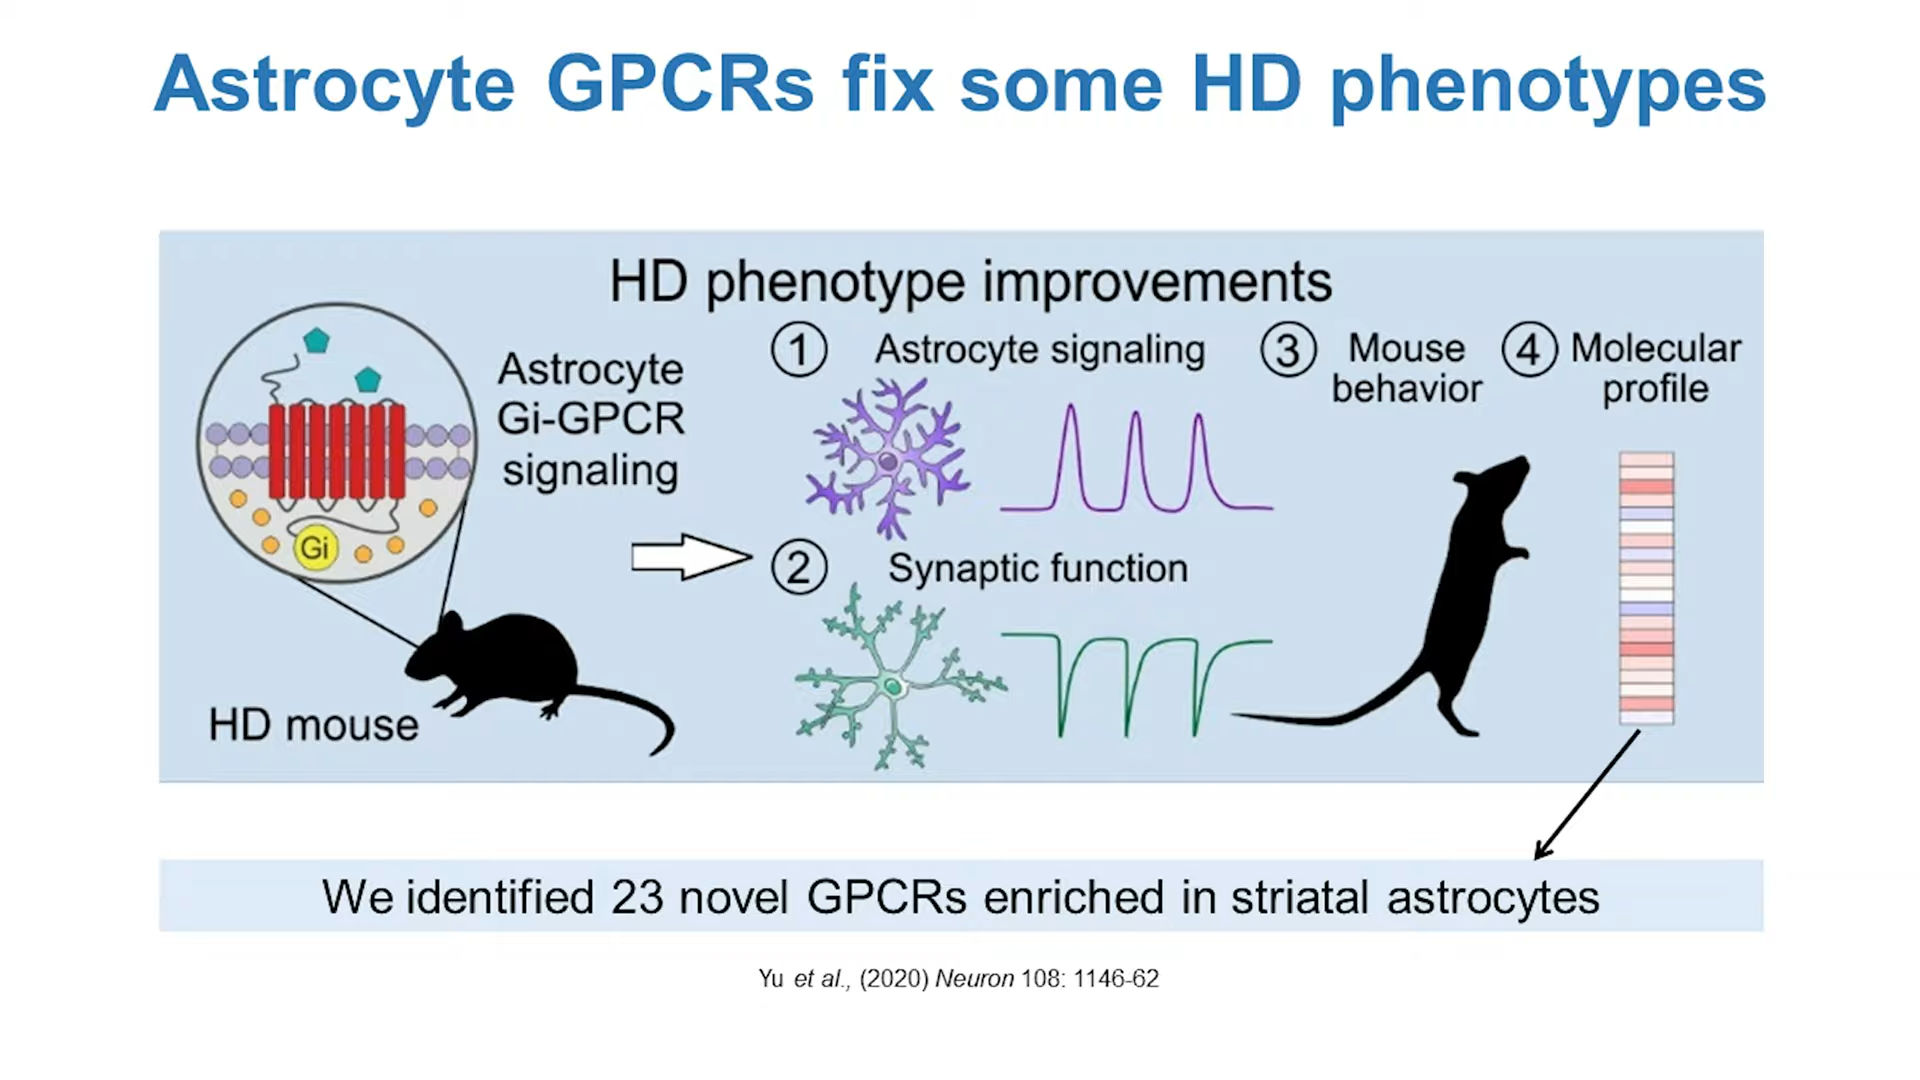 Astrocyte GPCRs fix some HD phenotypes
HD phenotype improvements
Astrocyte
Gi-GPCR
signaling
Gi
HD mouse
1 Astrocyte signaling
2 Synaptic function
3 Mouse
behavior
4 Molecular
profile
We identified 23 novel GPCRs enriched in striatal astrocytes
Yu et al., (2020) Neuron 108: 1146-62